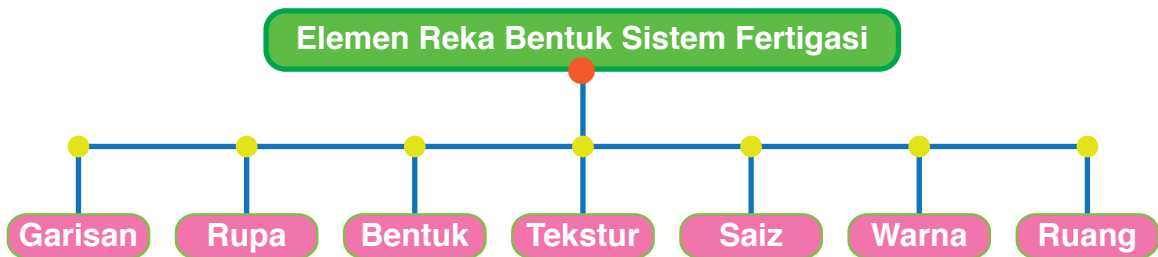 Elemen Reka Bentuk Sistem Fertigasi
Garisan
Rupa
Bentuk
Tekstur
Saiz
Warna
Ruang